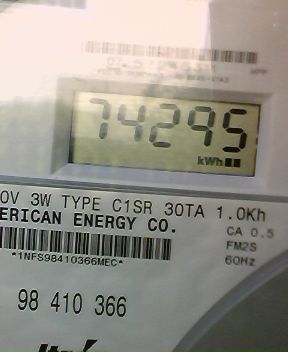 74295
kWh
0V 3W TYPE C1SR 30TA 1.0Kh
ERICAN ENERGY CO.
CA 0.5
FM2S
60Hz
*1NFS98410366MEC*
98 410 366